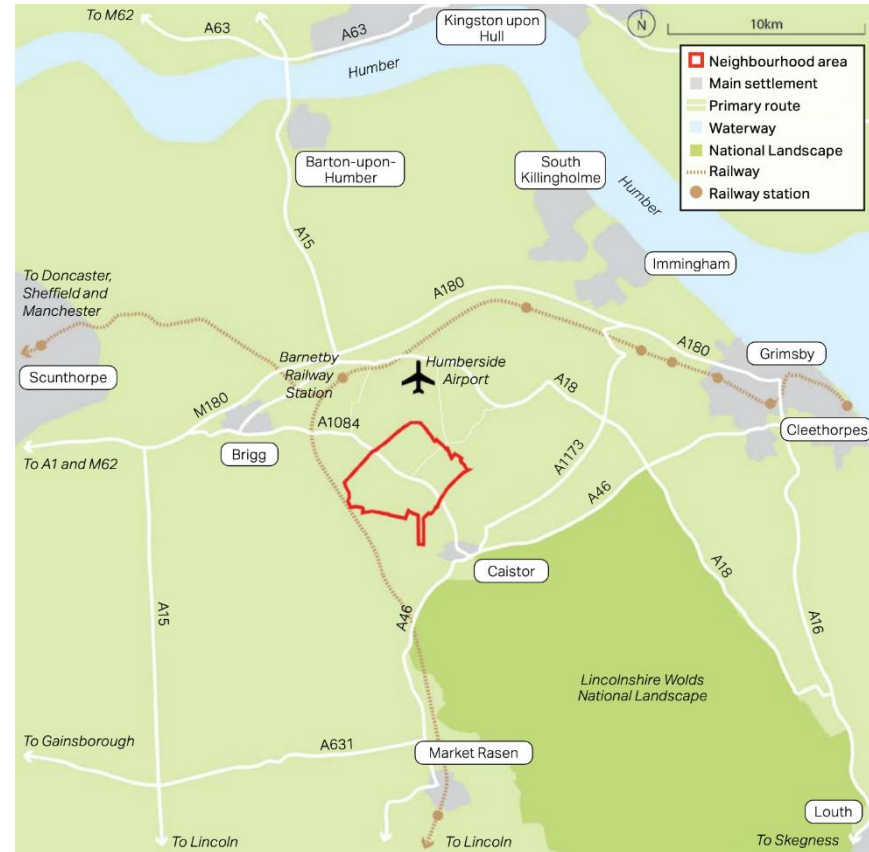 To M62
A63
A63
Kingston upon
Hull
N
10km
Humber
Neighbourhood area
Main settlement
Primary route
Waterway
National Landscape
Railway
Railway station
Barton-upon-
Humber
South
Killingholme
Humber
A15
Immingham
To Doncaster,
Sheffield and
Manchester
A180
A180
Grimsby
Scunthorpe
Barnetby
Railway
Station
Humberside
Airport
A18
M180
Brigg
A1084
A1173
Cleethorpes
To A1 and M62
A46
Caistor
A18
A15
A46
A16
Lincolnshire Wolds
National Landscape
To Gainsborough
A631
Market Rasen
Louth
To Lincoln
To Lincoln
To Skegness